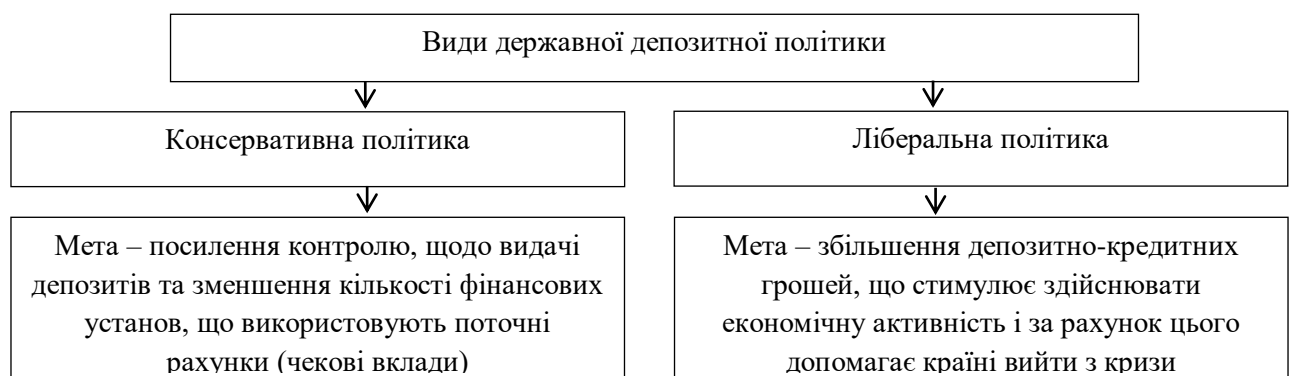 Види державної депозитної політики
Консервативна політика
Ліберальна політика
Мета – посилення контролю, щодо видачі
депозитів та зменшення кількості фінансових
установ, що використовують поточні
рахунки (чекові вклади)
Мета – збільшення депозитно-кредитних
грошей, що стимулює здійснювати
економічну активність і за рахунок цього
допомагає країні вийти з кризи